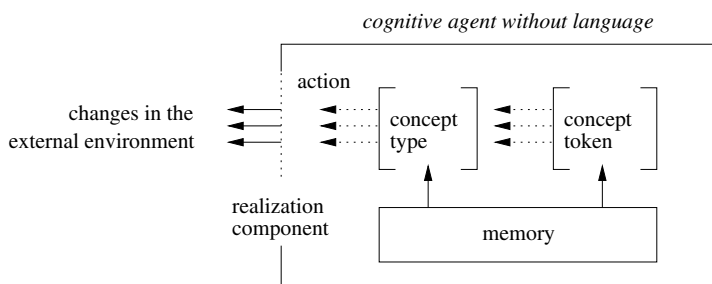 cognitive agent without language
action
changes in the
external environment
concept
type
concept
token
realization
component
memory